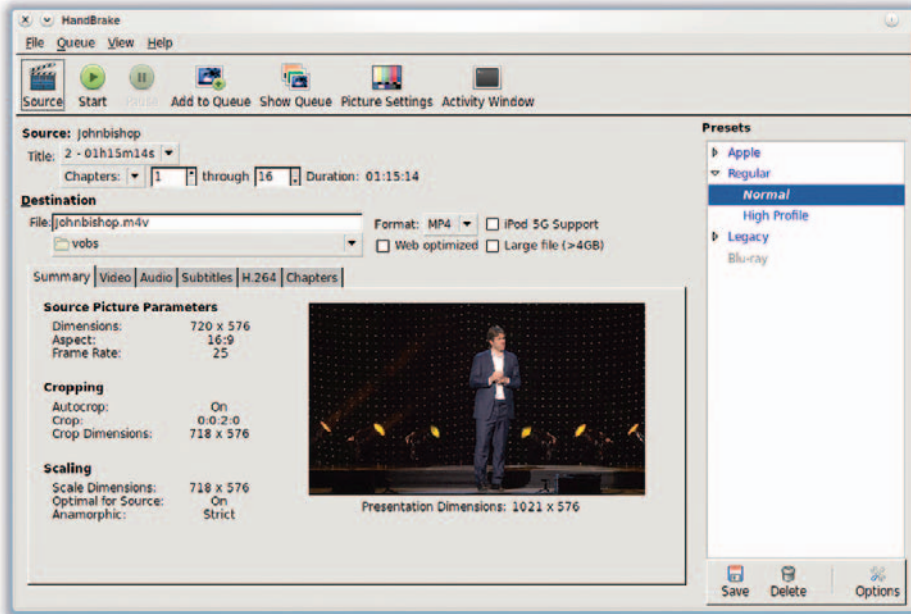 HandBrake
File Queue View Help
Source Start Pause Add to Queue Show Queue Picture Settings Activity Window
Source: Johnbishop
Title: 2 - 01h15m14s
Chapters: 1 through 16 Duration: 01:15:14
Destination
File: johnbishop.m4v Format: MP4 iPod 5G Support
vobs Web optimized Large file (>4GB)
Summary Video Audio Subtitles H.264 Chapters
Source Picture Parameters
Dimensions: 720 x 576
Aspect: 16:9
Frame Rate: 25
Cropping
Autocrop: On
Crop: 0:0:2:0
Crop Dimensions: 718 x 576
Scaling
Scale Dimensions: 718 x 576
Optimal for Source: On
Anamorphic: Strict
Presentation Dimensions: 1021 x 576
Presets
Apple
Regular
Normal
High Profile
Legacy
Blu-ray
Save Delete Options